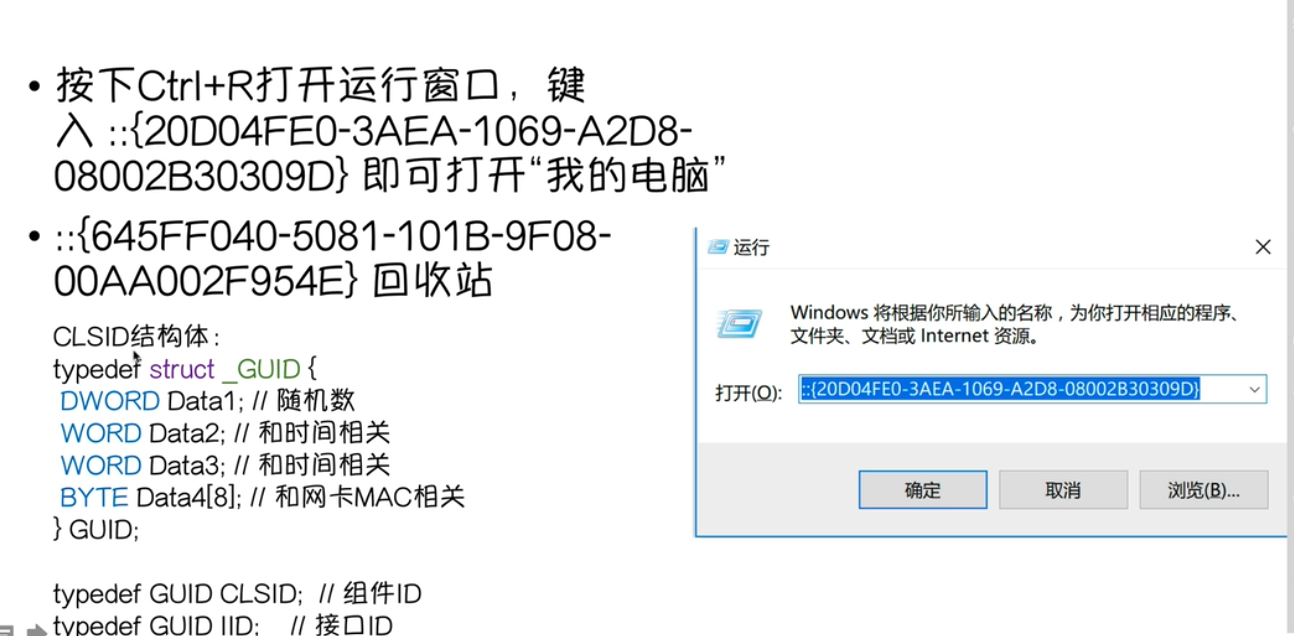 • 按下Ctrl+R打开运行窗口，键
入 ::{20D04FE0-3AEA-1069-A2D8-
08002B30309D} 即可打开“我的电脑”
• ::{645FF040-5081-101B-9F08-
00AA002F954E} 回收站
CLSID结构体：
typedef struct _GUID {
DWORD Data1; // 随机数
WORD Data2; // 和时间相关
WORD Data3; // 和时间相关
BYTE Data4[8]; // 和网卡MAC相关
} GUID;
typedef GUID CLSID; // 组件ID
typedef GUID IID; // 接口ID
运行
Windows 将根据你所输入的名称，为你打开相应的程序、
文件夹、文档或 Internet 资源。
打开(O): ::{20D04FE0-3AEA-1069-A2D8-08002B30309D}
确定 取消 浏览(B)...